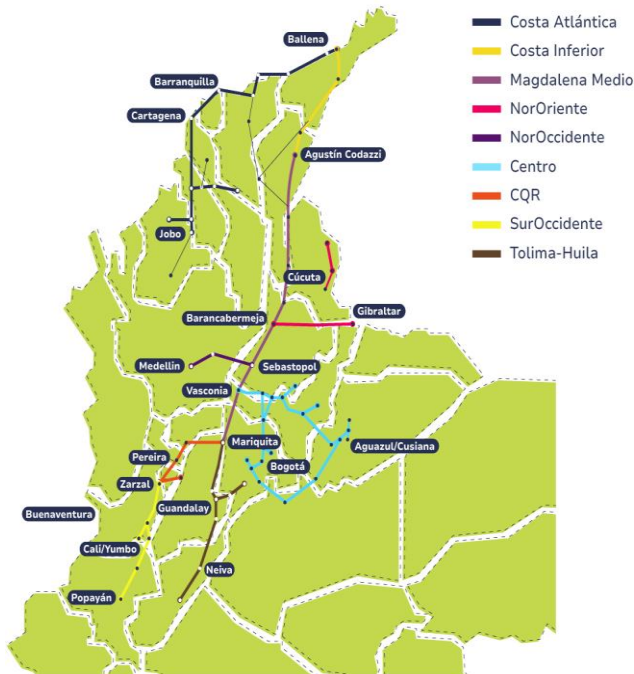 Costa Atlántica
Costa Inferior
Magdalena Medio
NorOriente
NorOccidente
Centro
CQR
SurOccidente
Tolima-Huila
Ballena
Barranquilla
Cartagena
Agustín Codazzi
Jobo
Cúcuta
Barancabermeja
Gibraltar
Medellin
Sebastopol
Vasconia
Mariquita
Aguazul/Cusiana
Pereira
Bogotá
Zarzal
Guandalay
Buenaventura
Cali/Yumbo
Neiva
Popayán